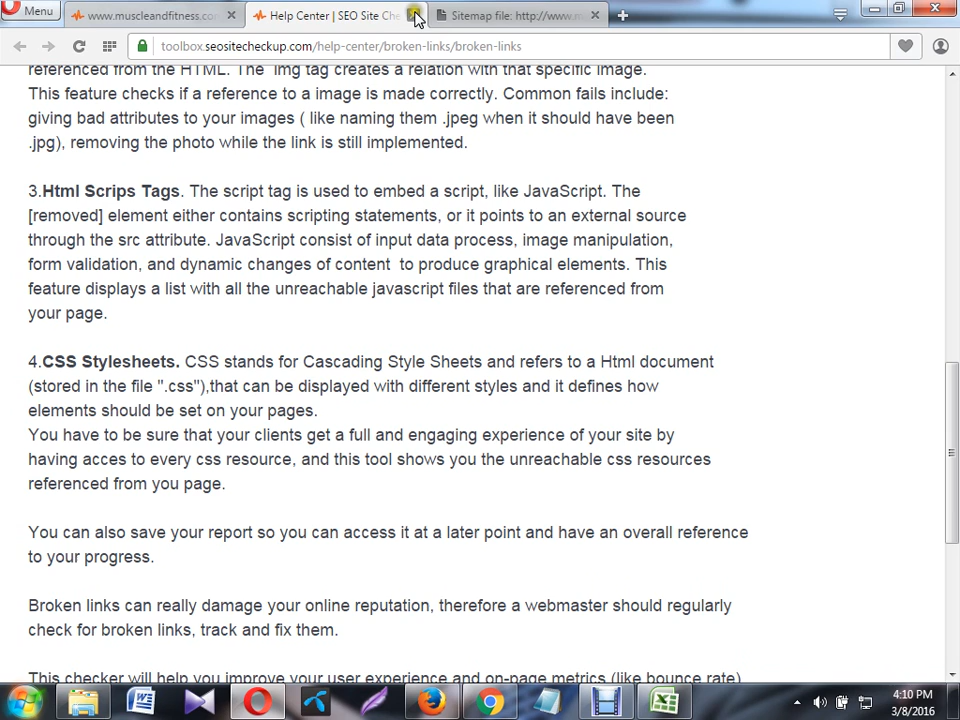 Menu
www.muscleandfitness.con
Help Center | SEO Site Che
Sitemap file: http://www.m
toolbox.seositecheckup.com/help-center/broken-links/broken-links
referenced from the HTML. The img tag creates a relation with that specific image.
This feature checks if a reference to a image is made correctly. Common fails include:
giving bad attributes to your images ( like naming them .jpeg when it should have been
.jpg), removing the photo while the link is still implemented.
3.Html Scrips Tags. The script tag is used to embed a script, like JavaScript. The
[removed] element either contains scripting statements, or it points to an external source
through the src attribute. JavaScript consist of input data process, image manipulation,
form validation, and dynamic changes of content to produce graphical elements. This
feature displays a list with all the unreachable javascript files that are referenced from
your page.
4.CSS Stylesheets. CSS stands for Cascading Style Sheets and refers to a Html document
(stored in the file ".css"),that can be displayed with different styles and it defines how
elements should be set on your pages.
You have to be sure that your clients get a full and engaging experience of your site by
having acces to every css resource, and this tool shows you the unreachable css resources
referenced from you page.
You can also save your report so you can access it at a later point and have an overall reference
to your progress.
Broken links can really damage your online reputation, therefore a webmaster should regularly
check for broken links, track and fix them.
This checker will help you improve your user experience and on-page metrics (like bounce rate)
4:10 PM
3/8/2016